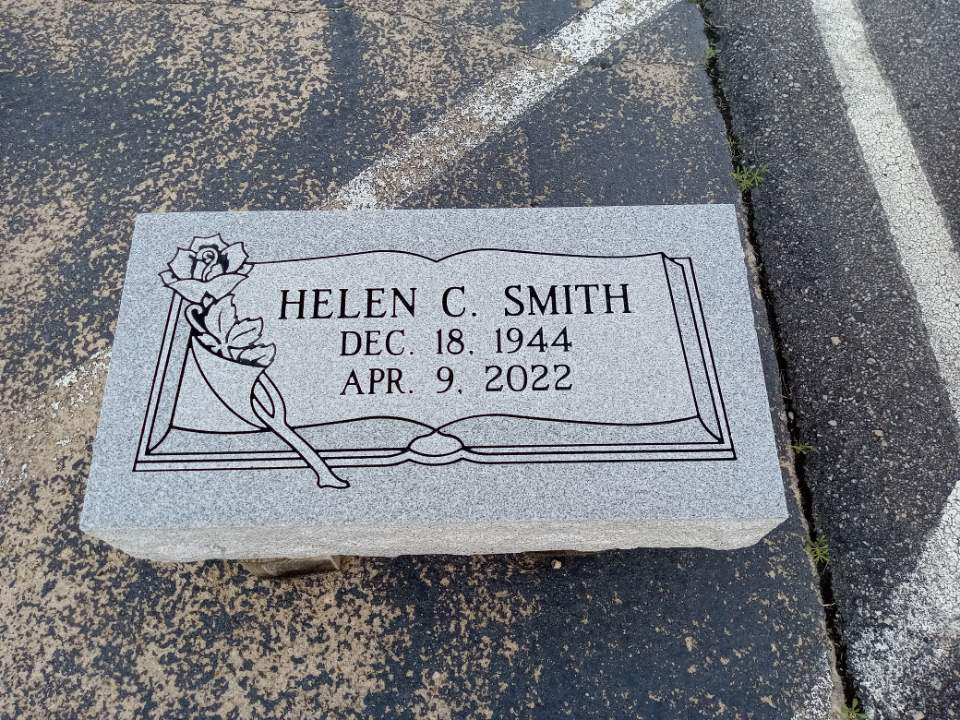 HELEN C. SMITH
DEC. 18, 1944
APR. 9, 2022